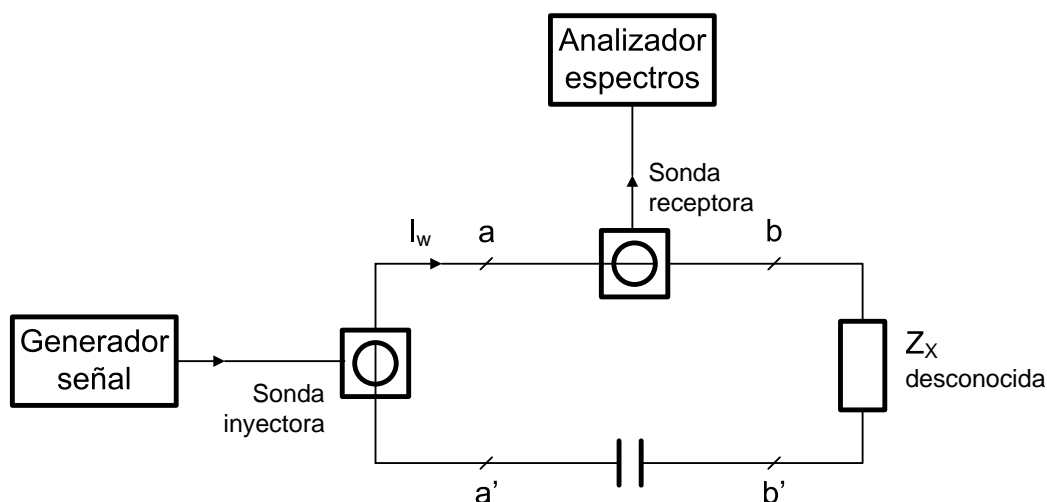 Analizador
espectros
Sonda
receptora
I_w
a
b
Generador
señal
Sonda
inyectora
Z_X
desconocida
a’
b’